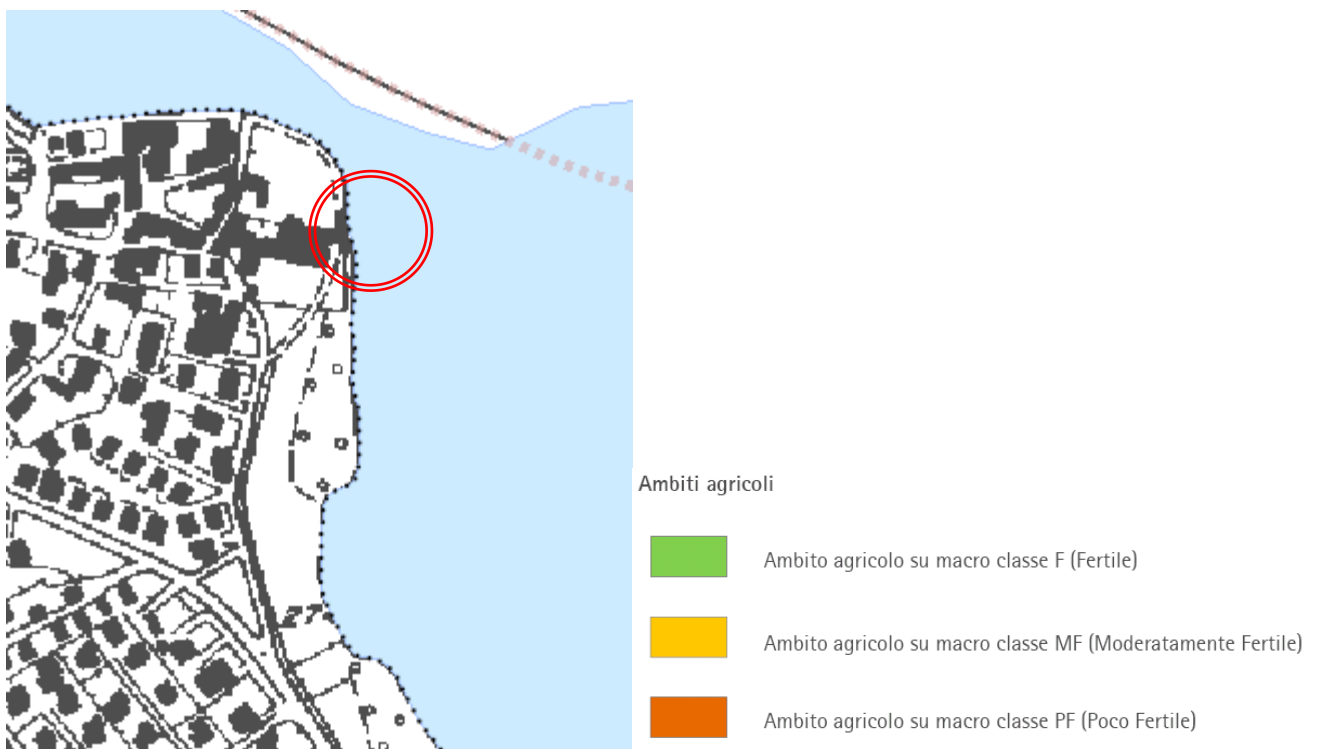 Ambiti agricoli
Ambito agricolo su macro classe F (Fertile)
Ambito agricolo su macro classe MF (Moderatamente Fertile)
Ambito agricolo su macro classe PF (Poco Fertile)